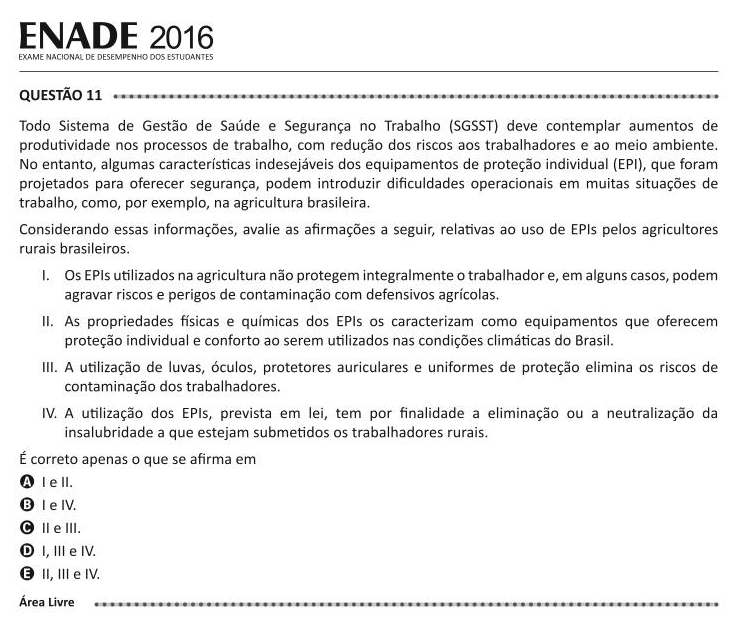 ENADE 2016
EXAME NACIONAL DE DESEMPENHO DOS ESTUDANTES
QUESTÃO 11
Todo Sistema de Gestão de Saúde e Segurança no Trabalho (SGSST) deve contemplar aumentos de
produtividade nos processos de trabalho, com redução dos riscos aos trabalhadores e ao meio ambiente.
No entanto, algumas características indesejáveis dos equipamentos de proteção individual (EPI), que foram
projetados para oferecer segurança, podem introduzir dificuldades operacionais em muitas situações de
trabalho, como, por exemplo, na agricultura brasileira.
Considerando essas informações, avalie as afirmações a seguir, relativas ao uso de EPIs pelos agricultores
rurais brasileiros.
I. Os EPIs utilizados na agricultura não protegem integralmente o trabalhador e, em alguns casos, podem
agravar riscos e perigos de contaminação com defensivos agrícolas.
II. As propriedades físicas e químicas dos EPIs os caracterizam como equipamentos que oferecem
proteção individual e conforto ao serem utilizados nas condições climáticas do Brasil.
III. A utilização de luvas, óculos, protetores auriculares e uniformes de proteção elimina os riscos de
contaminação dos trabalhadores.
IV. A utilização dos EPIs, prevista em lei, tem por finalidade a eliminação ou a neutralização da
insalubridade a que estejam submetidos os trabalhadores rurais.
É correto apenas o que se afirma em
A I e II.
B I e IV.
C II e III.
D I, III e IV.
E II, III e IV.
Área Livre